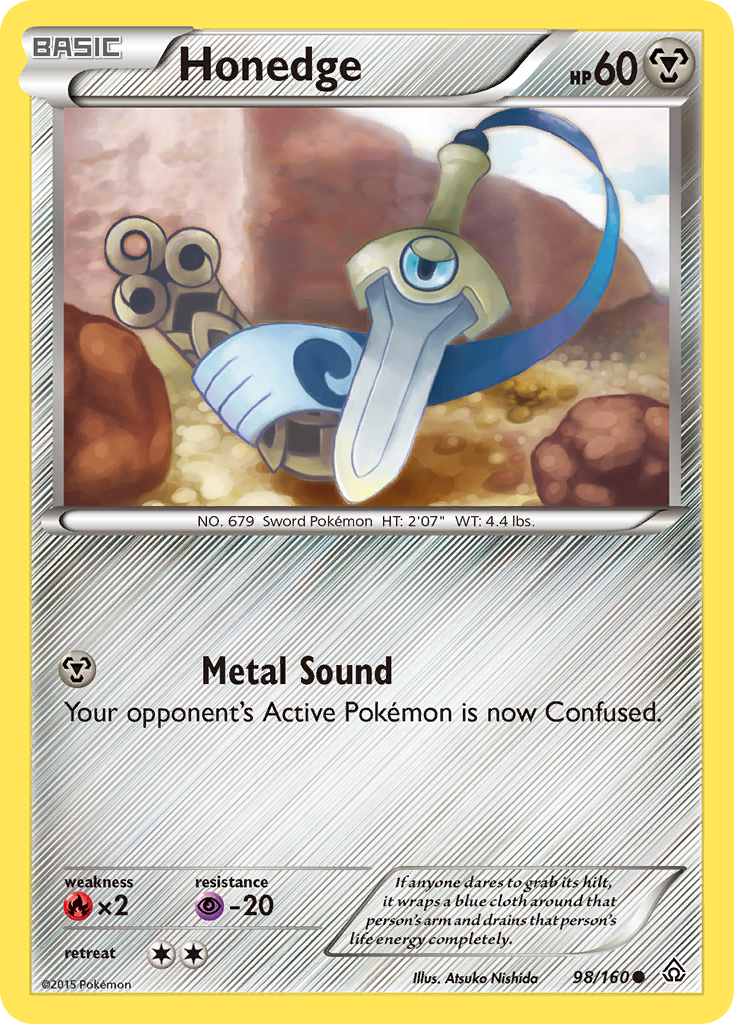 BASIC
Honedge
HP60
NO. 679 Sword Pokémon HT: 2'07" WT: 4.4 lbs.
Metal Sound
Your opponent's Active Pokémon is now Confused.
weakness
×2
resistance
-20
retreat
If anyone dares to grab its hilt,
it wraps a blue cloth around that
person's arm and drains that person's
life energy completely.
©2015 Pokémon
Illus. Atsuko Nishida
98/160